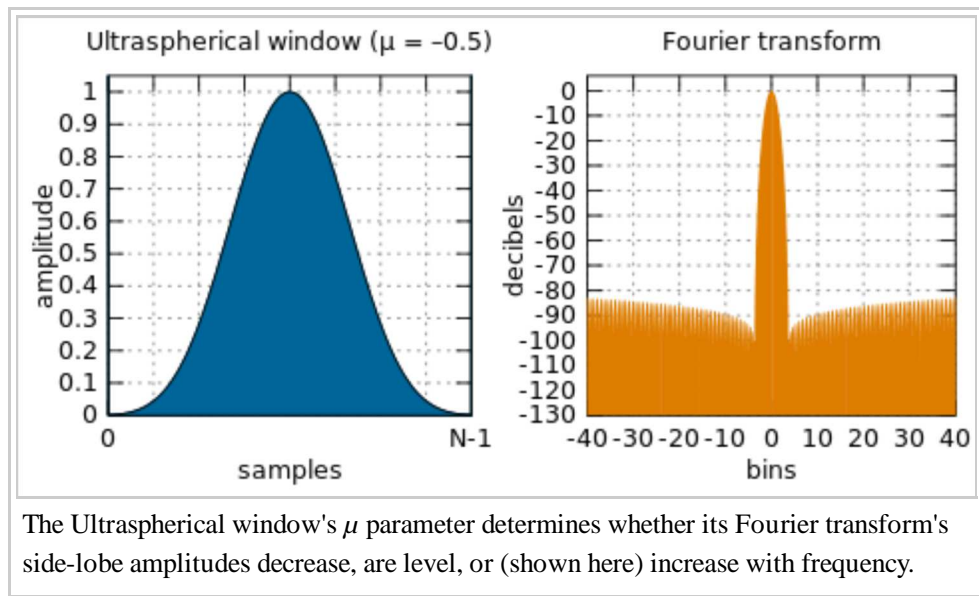 Ultraspherical window (μ = –0.5)
amplitude
1
0.9
0.8
0.7
0.6
0.5
0.4
0.3
0.2
0.1
0
0 N-1
samples
Fourier transform
decibels
0
-10
-20
-30
-40
-50
-60
-70
-80
-90
-100
-110
-120
-130
-40 -30 -20 -10 0 10 20 30 40
bins
The Ultraspherical window's μ parameter determines whether its Fourier transform's
side-lobe amplitudes decrease, are level, or (shown here) increase with frequency.